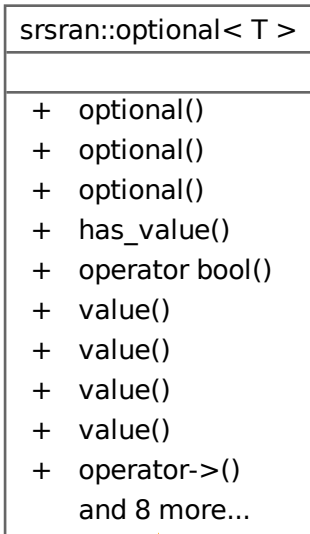 srsran::optional< T >
+ optional()
+ optional()
+ optional()
+ has_value()
+ operator bool()
+ value()
+ value()
+ value()
+ value()
+ operator->()
and 8 more...